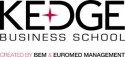 KEDGE
BUSINESS SCHOOL
CREATED BY BEM & EUROMED MANAGEMENT